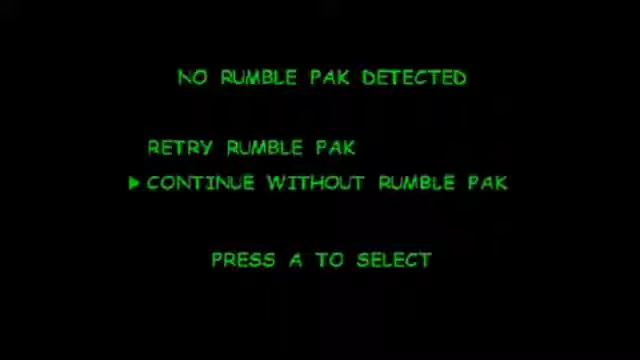 NO RUMBLE PAK DETECTED
RETRY RUMBLE PAK
CONTINUE WITHOUT RUMBLE PAK
PRESS A TO SELECT